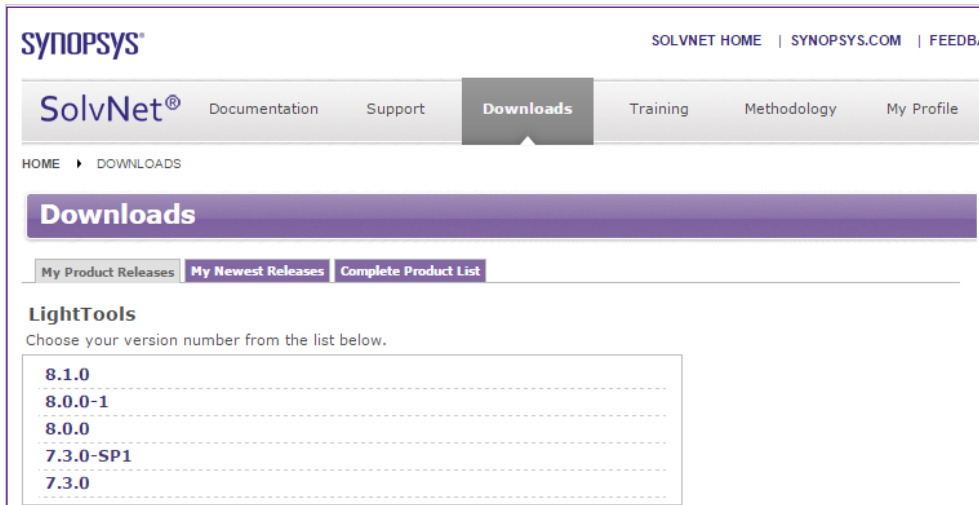 SYNOPSYS®
SOLVNET HOME | SYNOPSYS.COM | FEEDBA
SolvNet® Documentation Support Downloads Training Methodology My Profile
HOME DOWNLOADS
Downloads
My Product Releases My Newest Releases Complete Product List
LightTools
Choose your version number from the list below.
8.1.0
8.0.0-1
8.0.0
7.3.0-SP1
7.3.0